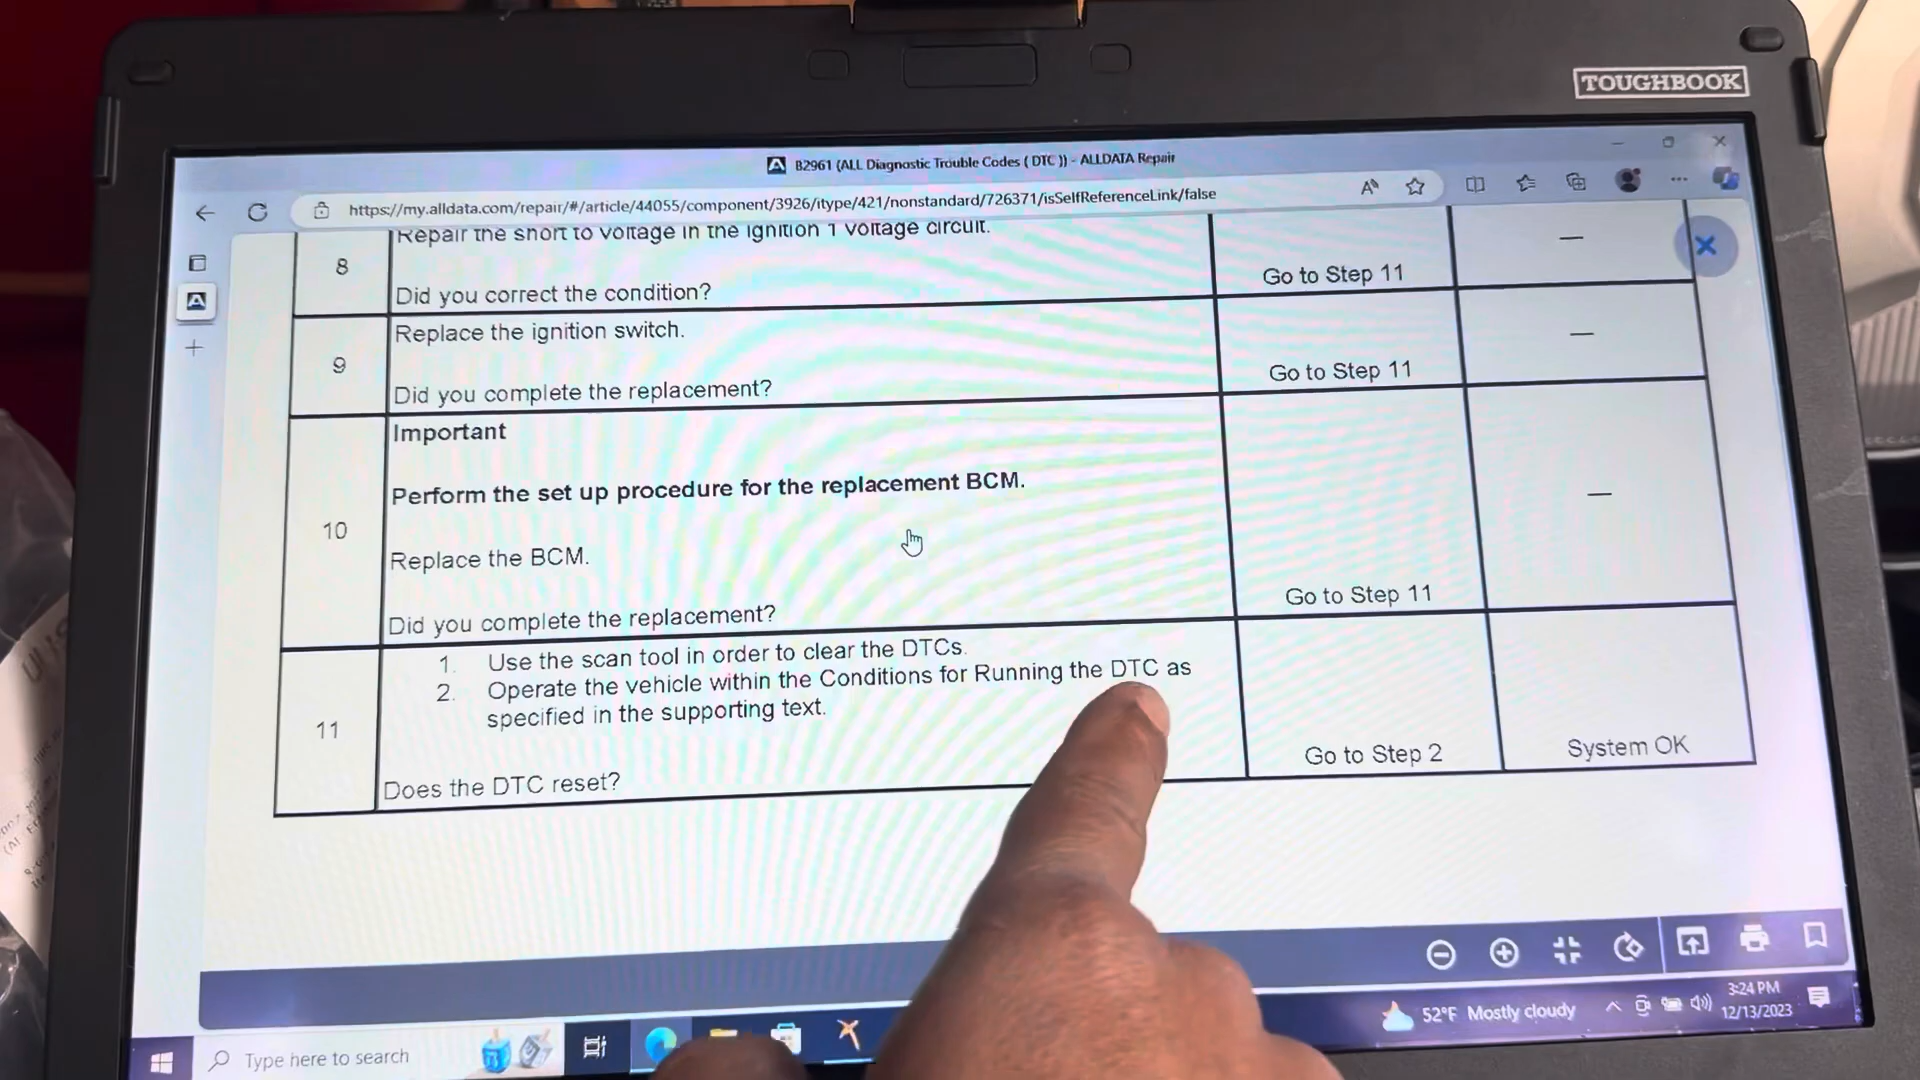 TOUGHBOOK
B2961 (ALL Diagnostic Trouble Codes ( DTC )) - ALLDATA Repair
https://my.alldata.com/repair/#/article/44055/component/3926/itype/421/nonstandard/726371/isSelfReferenceLink/false
8
Repair the short to voltage in the ignition 1 voltage circuit.
Did you correct the condition?
Go to Step 11
—
9
Replace the ignition switch.
Did you complete the replacement?
Go to Step 11
—
10
Important
Perform the set up procedure for the replacement BCM.
Replace the BCM.
Did you complete the replacement?
Go to Step 11
—
11
1. Use the scan tool in order to clear the DTCs.
2. Operate the vehicle within the Conditions for Running the DTC as
specified in the supporting text.
Does the DTC reset?
Go to Step 2
System OK
52°F Mostly cloudy
3:24 PM
12/13/2023
Type here to search